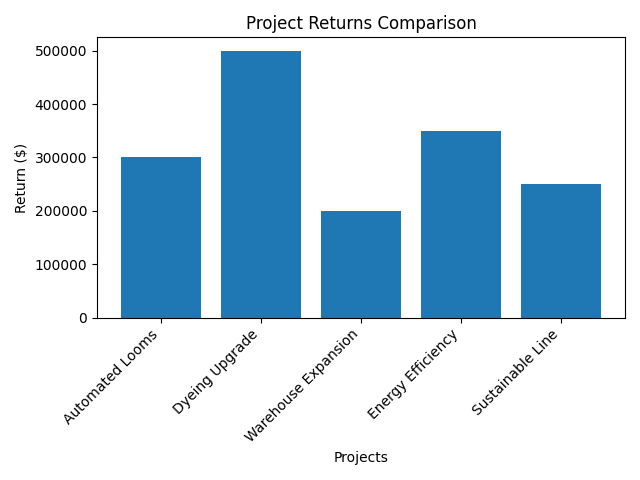 Project Returns Comparison
Return ($)
500000
400000
300000
200000
100000
0
Automated Looms
Dyeing Upgrade
Warehouse Expansion
Energy Efficiency
Sustainable Line
Projects